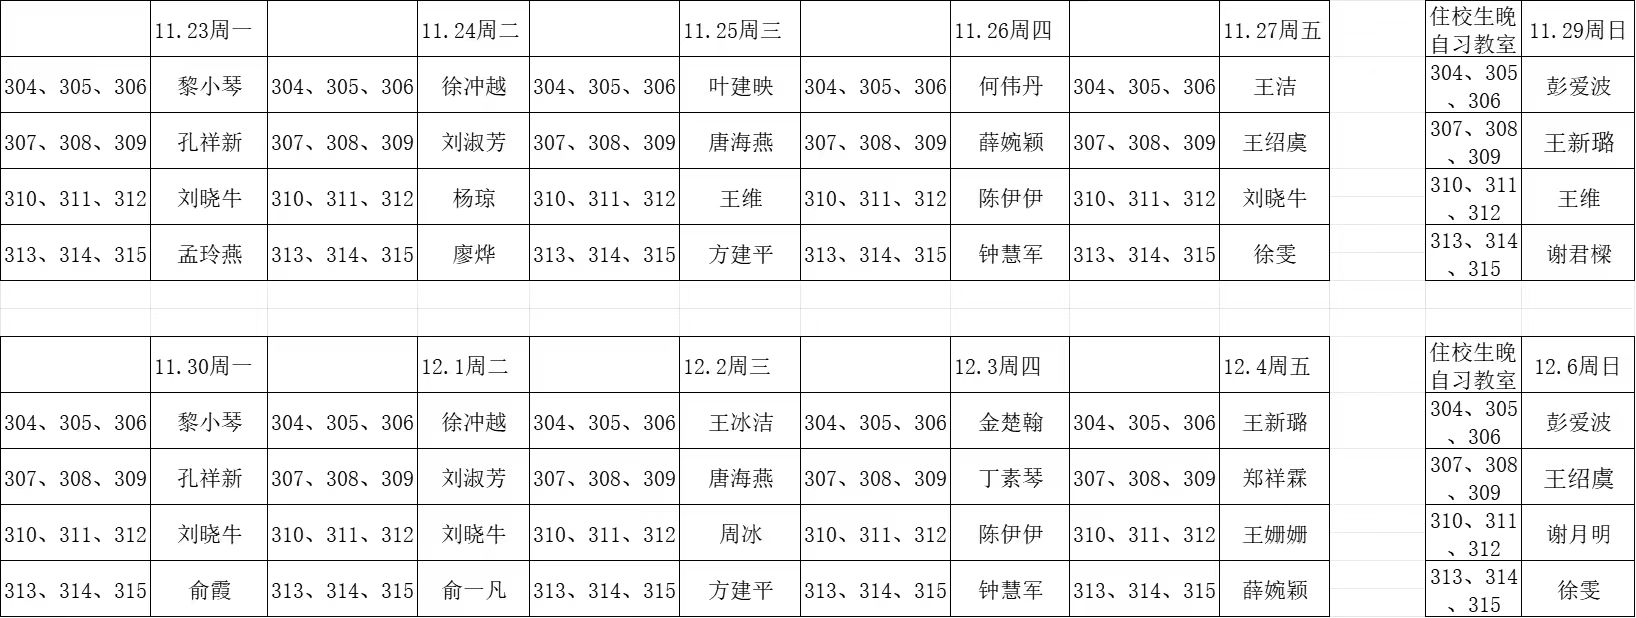 11.23周一 11.24周二 11.25周三 11.26周四 11.27周五 住校生晚自习教室 11.29周日
304、305、306 黎小琴 304、305、306 徐冲越 304、305、306 叶建映 304、305、306 何伟丹 304、305、306 王洁 304、305、306 彭爱波
307、308、309 孔祥新 307、308、309 刘淑芳 307、308、309 唐海燕 307、308、309 薛婉颖 307、308、309 王绍虞 307、308、309 王新璐
310、311、312 刘晓牛 310、311、312 杨琼 310、311、312 王维 310、311、312 陈伊伊 310、311、312 刘晓牛 310、311、312 王维
313、314、315 孟玲燕 313、314、315 廖烨 313、314、315 方建平 313、314、315 钟慧军 313、314、315 徐雯 313、314、315 谢君樑
11.30周一 12.1周二 12.2周三 12.3周四 12.4周五 住校生晚自习教室 12.6周日
304、305、306 黎小琴 304、305、306 徐冲越 304、305、306 王冰洁 304、305、306 金楚翰 304、305、306 王新璐 304、305、306 彭爱波
307、308、309 孔祥新 307、308、309 刘淑芳 307、308、309 唐海燕 307、308、309 丁素琴 307、308、309 郑祥霖 307、308、309 王绍虞
310、311、312 刘晓牛 310、311、312 刘晓牛 310、311、312 周冰 310、311、312 陈伊伊 310、311、312 王姗姗 310、311、312 谢月明
313、314、315 俞霞 313、314、315 俞一凡 313、314、315 方建平 313、314、315 钟慧军 313、314、315 薛婉颖 313、314、315 徐雯